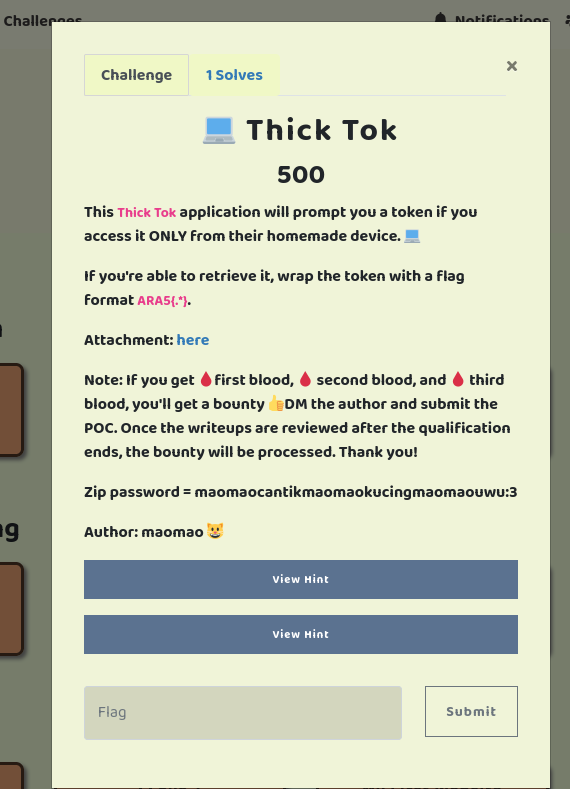 Challenges
Notifications
Challenge
1 Solves
×
💻 Thick Tok
500
This Thick Tok application will prompt you a token if you
access it ONLY from their homemade device. 💻
If you're able to retrieve it, wrap the token with a flag
format ARA5{.*}.
Attachment: here
Note: If you get 🩸first blood, 🩸 second blood, and 🩸 third
blood, you'll get a bounty 👍DM the author and submit the
POC. Once the writeups are reviewed after the qualification
ends, the bounty will be processed. Thank you!
Zip password = maomaocantikmaomaokucingmaomaouwu:3
Author: maomao 😺
View Hint
View Hint
Flag
Submit